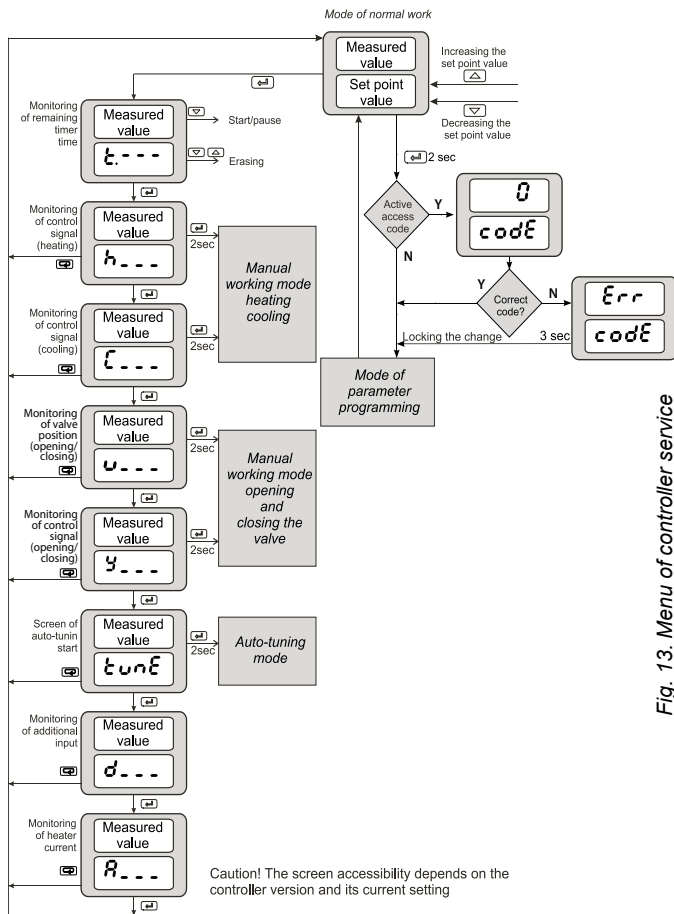 Mode of normal work
Measured
value
Set point
value
Increasing the
set point value
Decreasing the
set point value
2 sec
Active
access
code
Y
N
0
codE
Correct
code?
Y
N
Err
codE
Locking the change
3 sec
Mode of
parameter
programming
Monitoring
of remaining
timer
time
Measured
value
t.---
Start/pause
Erasing
Monitoring
of control
signal
(heating)
Measured
value
h___
2sec
Manual
working mode
heating
cooling
Monitoring
of control
signal
(cooling)
Measured
value
C___
2sec
Monitoring
of valve
position
(opening/
closing)
Measured
value
u___
2sec
Manual
working mode
opening
and
closing the
valve
Monitoring
of control
signal
(opening/
closing)
Measured
value
y___
2sec
Screen of
auto-tunin
start
Measured
value
tunE
2sec
Auto-tuning
mode
Monitoring
of additional
input
Measured
value
d___
Monitoring
of heater
current
Measured
value
A___
Caution! The screen accessibility depends on the
controller version and its current setting
Fig. 13. Menu of controller service